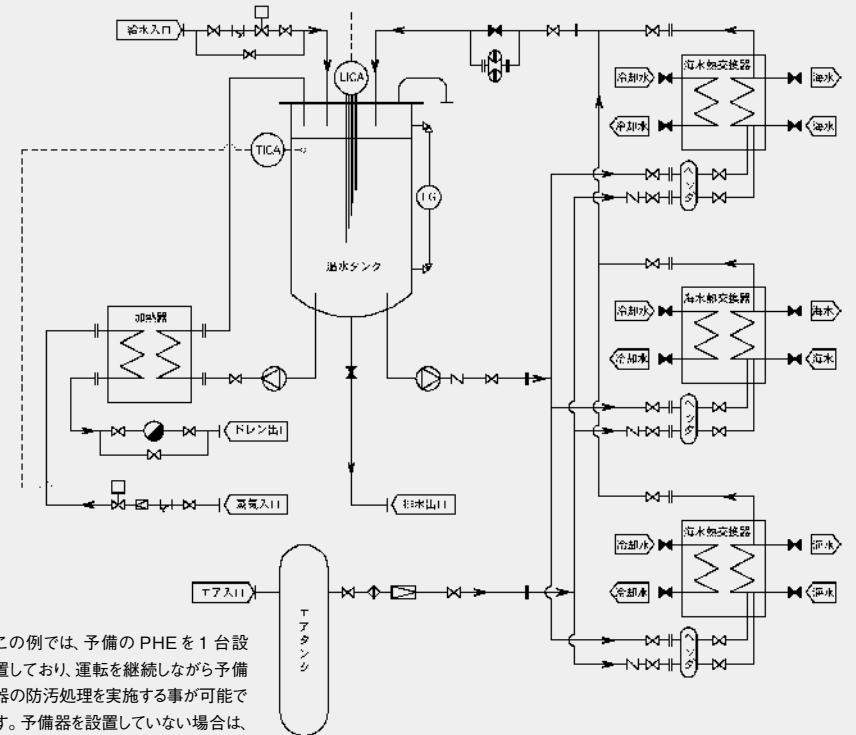 給水入口
LICA
TICA
LG
温水タンク
加熱器
ドレン出口
蒸気入口
排水出口
エア入口
エアタンク
海水熱交換器
冷却水
海水
冷却水
海水
ヘッダ
海水熱交換器
冷却水
海水
冷却水
海水
ヘッダ
海水熱交換器
冷却水
海水
冷却水
海水
ヘッダ
この例では、予備の PHE を 1 台設
置しており、運転を継続しながら予備
器の防汚処理を実施する事が可能で
す。予備器を設置していない場合は、